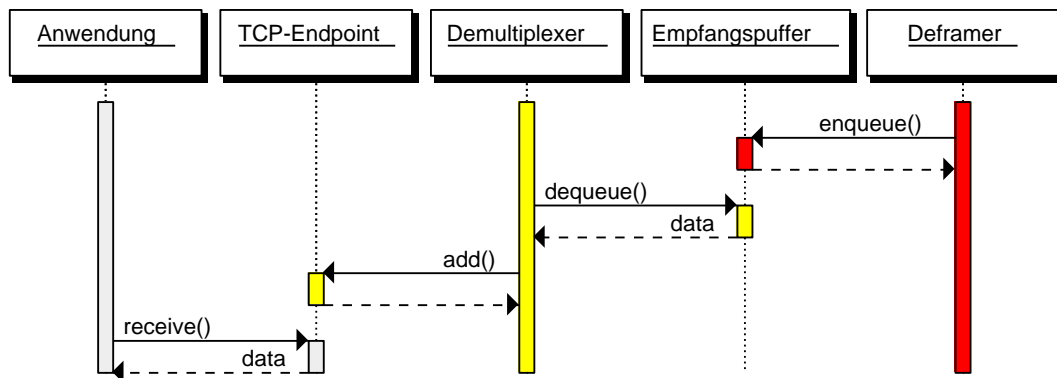 Anwendung
TCP-Endpoint
Demultiplexer
Empfangspuffer
Deframer
enqueue()
dequeue()
data
add()
receive()
data